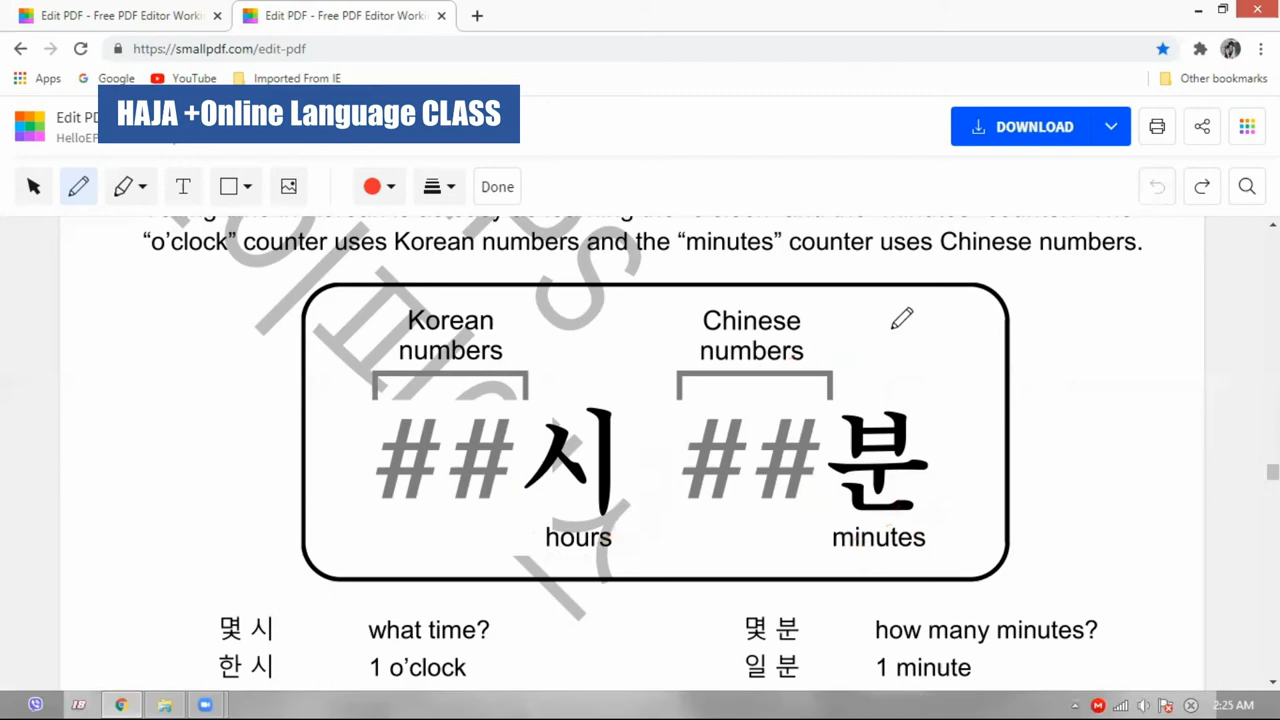 Edit PDF - Free PDF Editor Worki
Edit PDF - Free PDF Editor Worki
https://smallpdf.com/edit-pdf
Apps
Google
YouTube
Imported From IE
Other bookmarks
HAJA +Online Language CLASS
Edit PD
HelloEP
DOWNLOAD
Done
“o’clock” counter uses Korean numbers and the “minutes” counter uses Chinese numbers.
Korean numbers
Chinese numbers
##시 ##분
hours
minutes
몇 시 what time? 몇 분 how many minutes?
한 시 1 o’clock 일 분 1 minute
2:25 AM